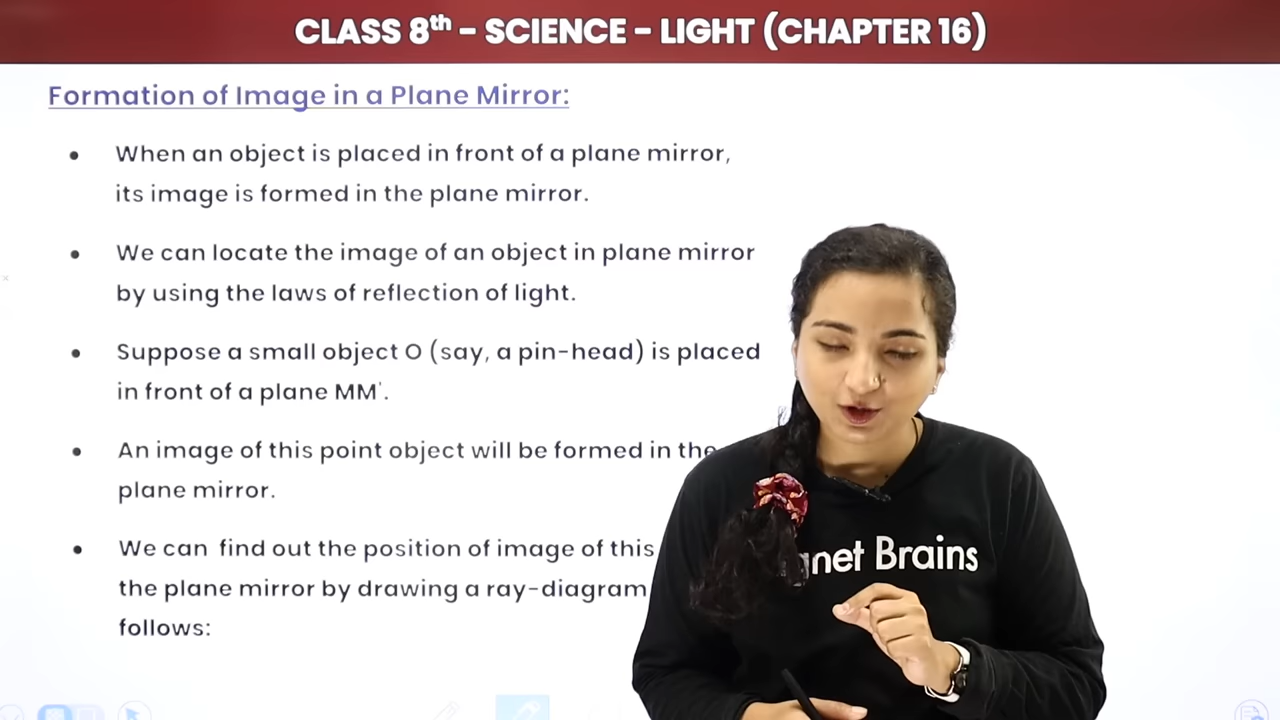 CLASS 8th - SCIENCE - LIGHT (CHAPTER 16)
Formation of Image in a Plane Mirror:
• When an object is placed in front of a plane mirror,
its image is formed in the plane mirror.
• We can locate the image of an object in plane mirror
by using the laws of reflection of light.
• Suppose a small object O (say, a pin-head) is placed
in front of a plane MM'.
• An image of this point object will be formed in the
plane mirror.
• We can find out the position of image of this
the plane mirror by drawing a ray-diagram
follows:
net Brains